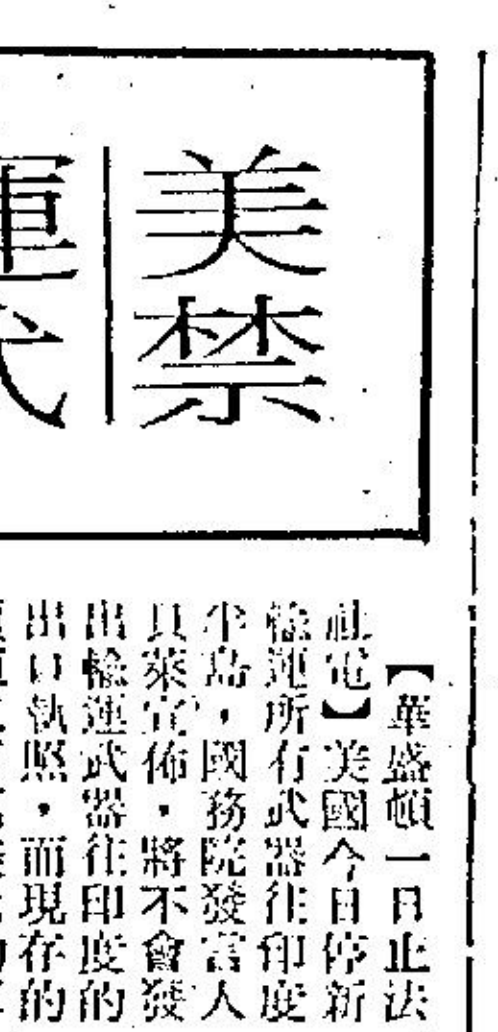 美禁
運
【華盛頓一日止法
社電】美國今日停新
輸運所有武器往印度
半島，國務院發言人
貝萊宣佈，將不會發
出輸運武器往印度的
出口執照，而現存的